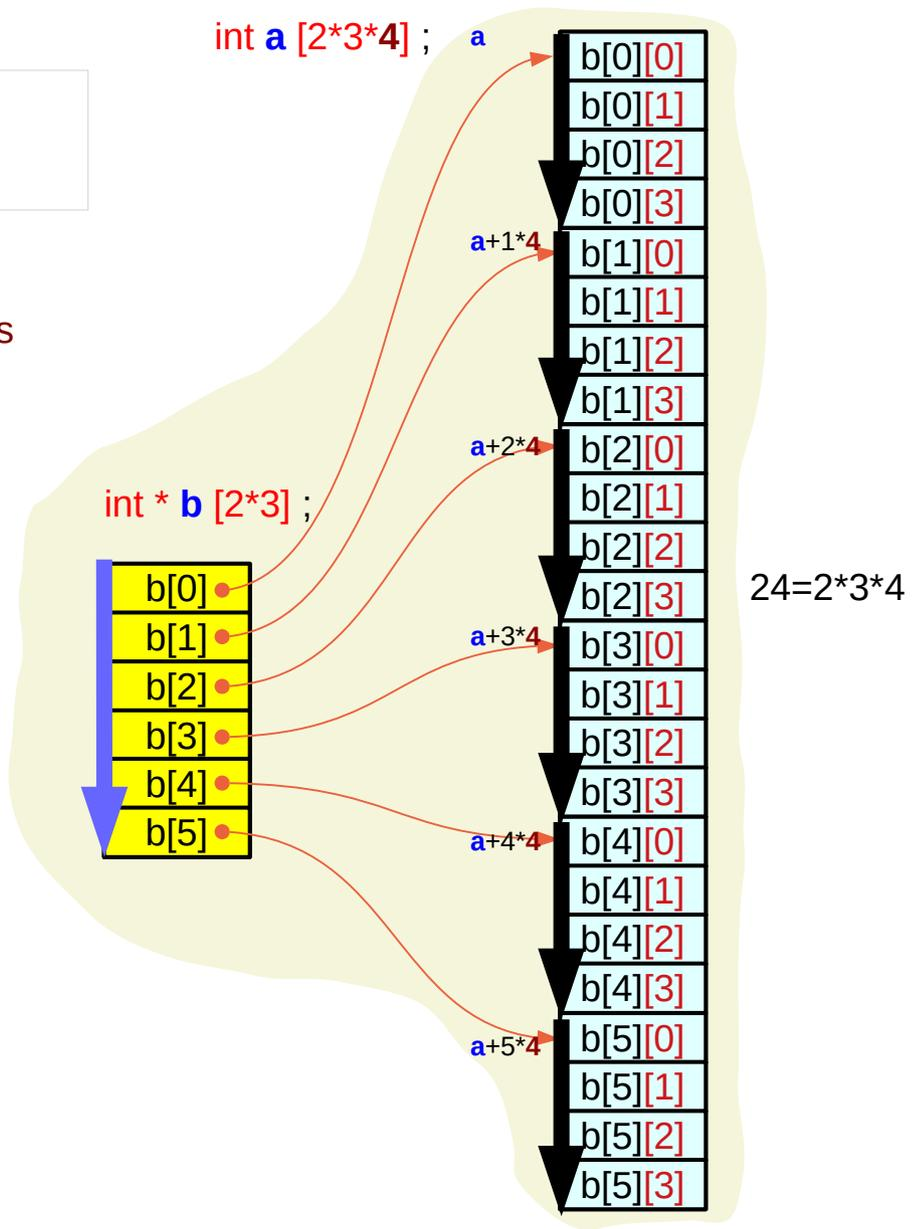 int a [2*3*4] ; a
b[0][0]
b[0][1]
b[0][2]
b[0][3]
a+1*4
b[1][0]
b[1][1]
s
b[1][2]
b[1][3]
a+2*4
b[2][0]
b[2][1]
int * b [2*3] ;
b[2][2]
b[2][3]
24=2*3*4
b[0]
b[1]
b[2]
b[3]
b[4]
b[5]
a+3*4
b[3][0]
b[3][1]
b[3][2]
b[3][3]
a+4*4
b[4][0]
b[4][1]
b[4][2]
b[4][3]
a+5*4
b[5][0]
b[5][1]
b[5][2]
b[5][3]